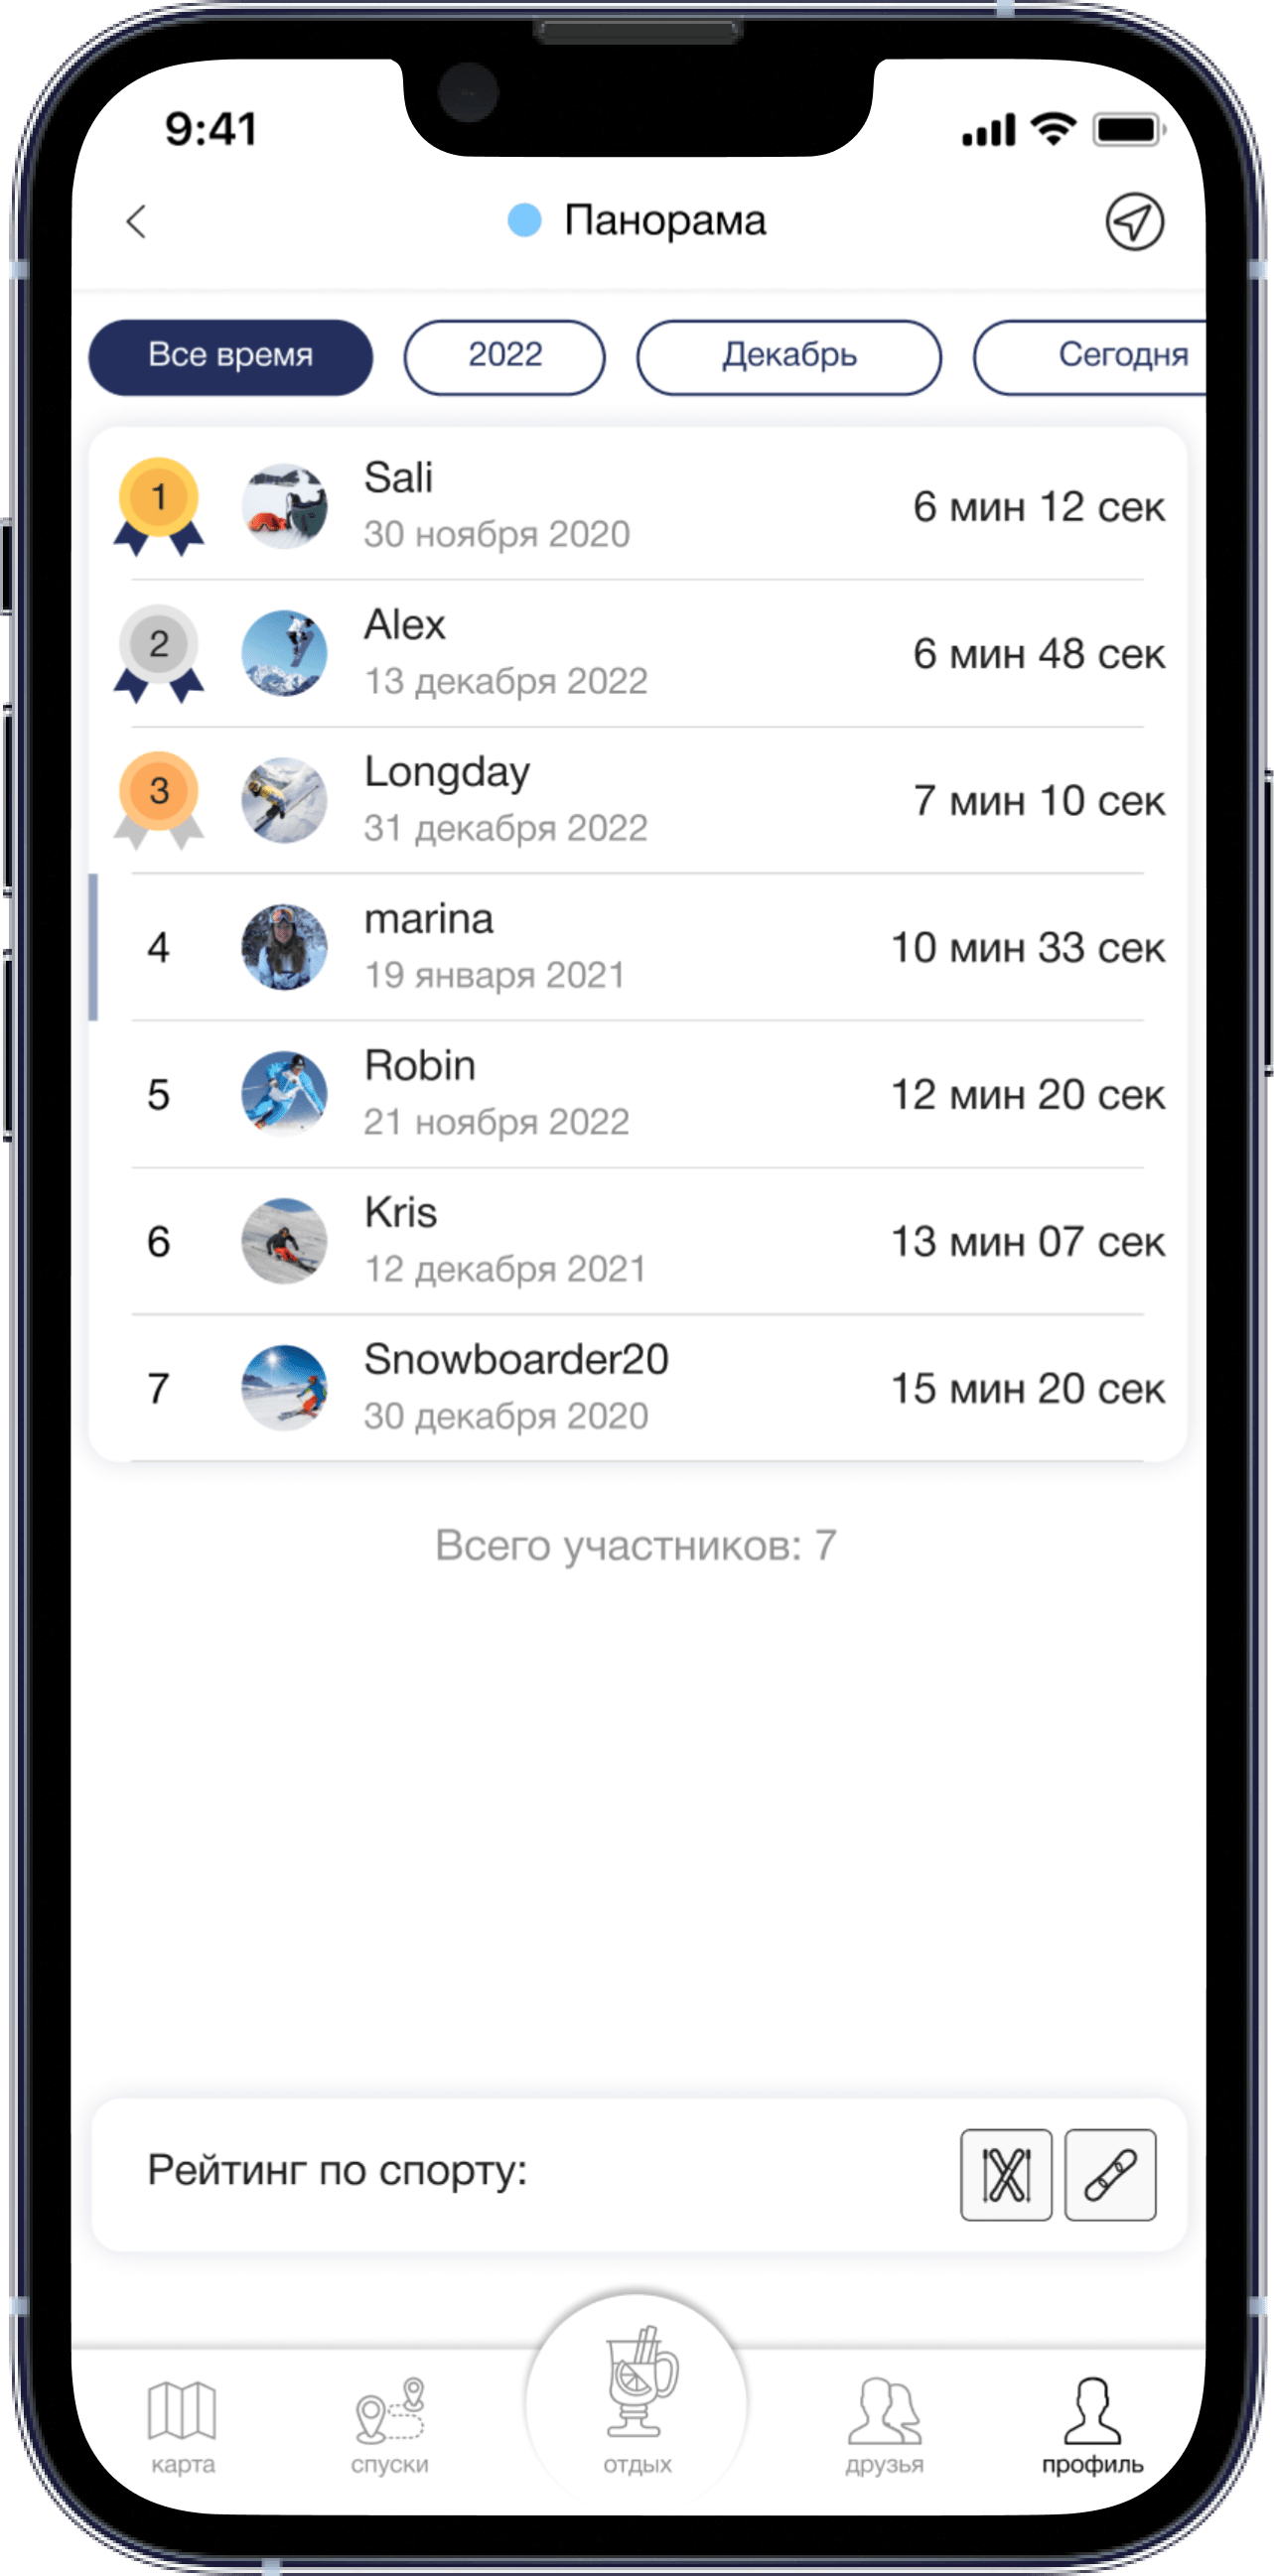 9:41
Панорама
Все время
2022
Декабрь
Сегодня
1
Sali
30 ноября 2020
6 мин 12 сек
2
Alex
13 декабря 2022
6 мин 48 сек
3
Longday
31 декабря 2022
7 мин 10 сек
4
marina
19 января 2021
10 мин 33 сек
5
Robin
21 ноября 2022
12 мин 20 сек
6
Kris
12 декабря 2021
13 мин 07 сек
7
Snowboarder20
30 декабря 2020
15 мин 20 сек
Всего участников: 7
Рейтинг по спорту:
карта
спуски
отдых
друзья
профиль